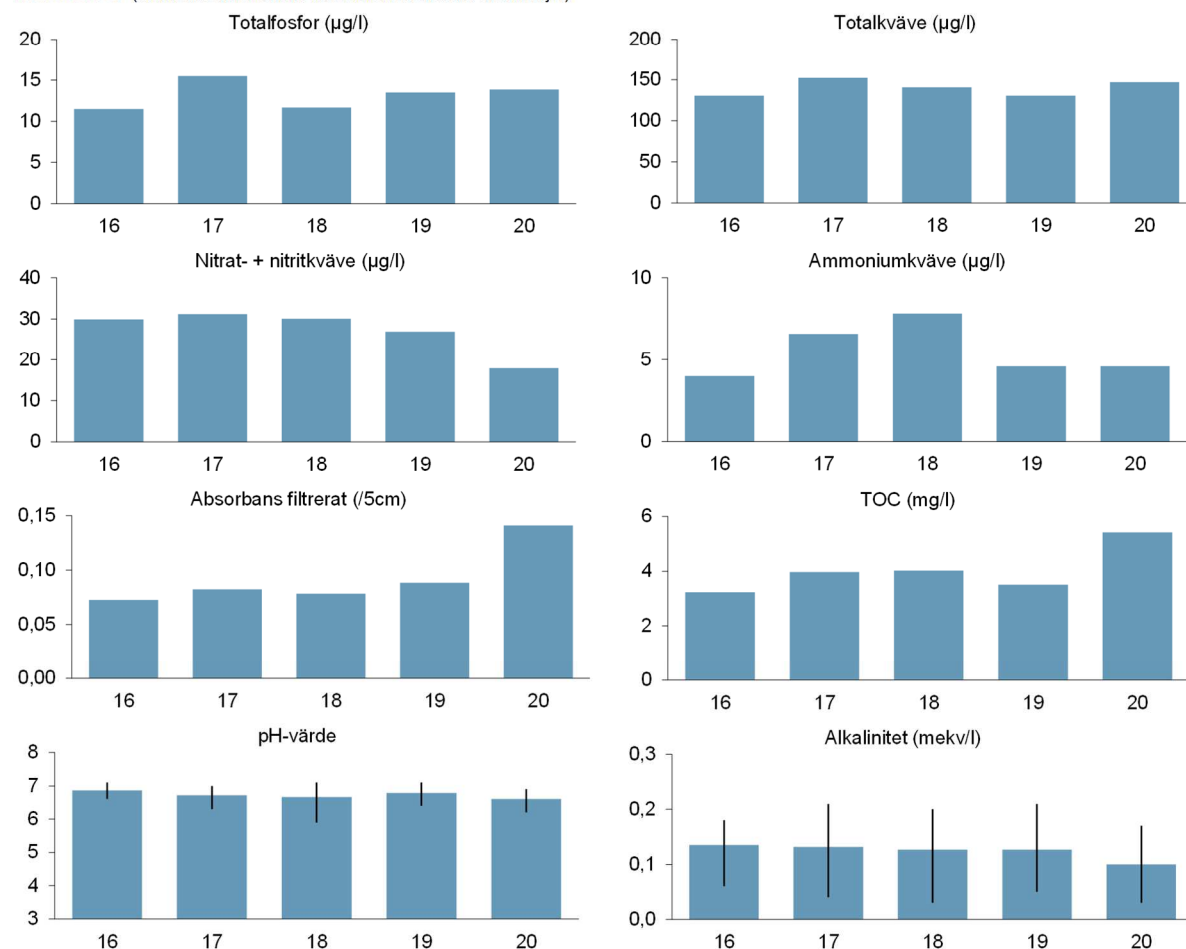 Totalfosfor (µg/l)
20
15
10
5
0
16 17 18 19 20
Totalkväve (µg/l)
200
150
100
50
0
16 17 18 19 20
Nitrat- + nitritkväve (µg/l)
40
30
20
10
0
16 17 18 19 20
Ammoniumkväve (µg/l)
10
5
0
16 17 18 19 20
Absorbans filtrerat (/5cm)
0,15
0,10
0,05
0,00
16 17 18 19 20
TOC (mg/l)
6
4
2
0
16 17 18 19 20
pH-värde
8
7
6
5
4
3
16 17 18 19 20
Alkalinitet (mekv/l)
0,3
0,2
0,1
0,0
16 17 18 19 20